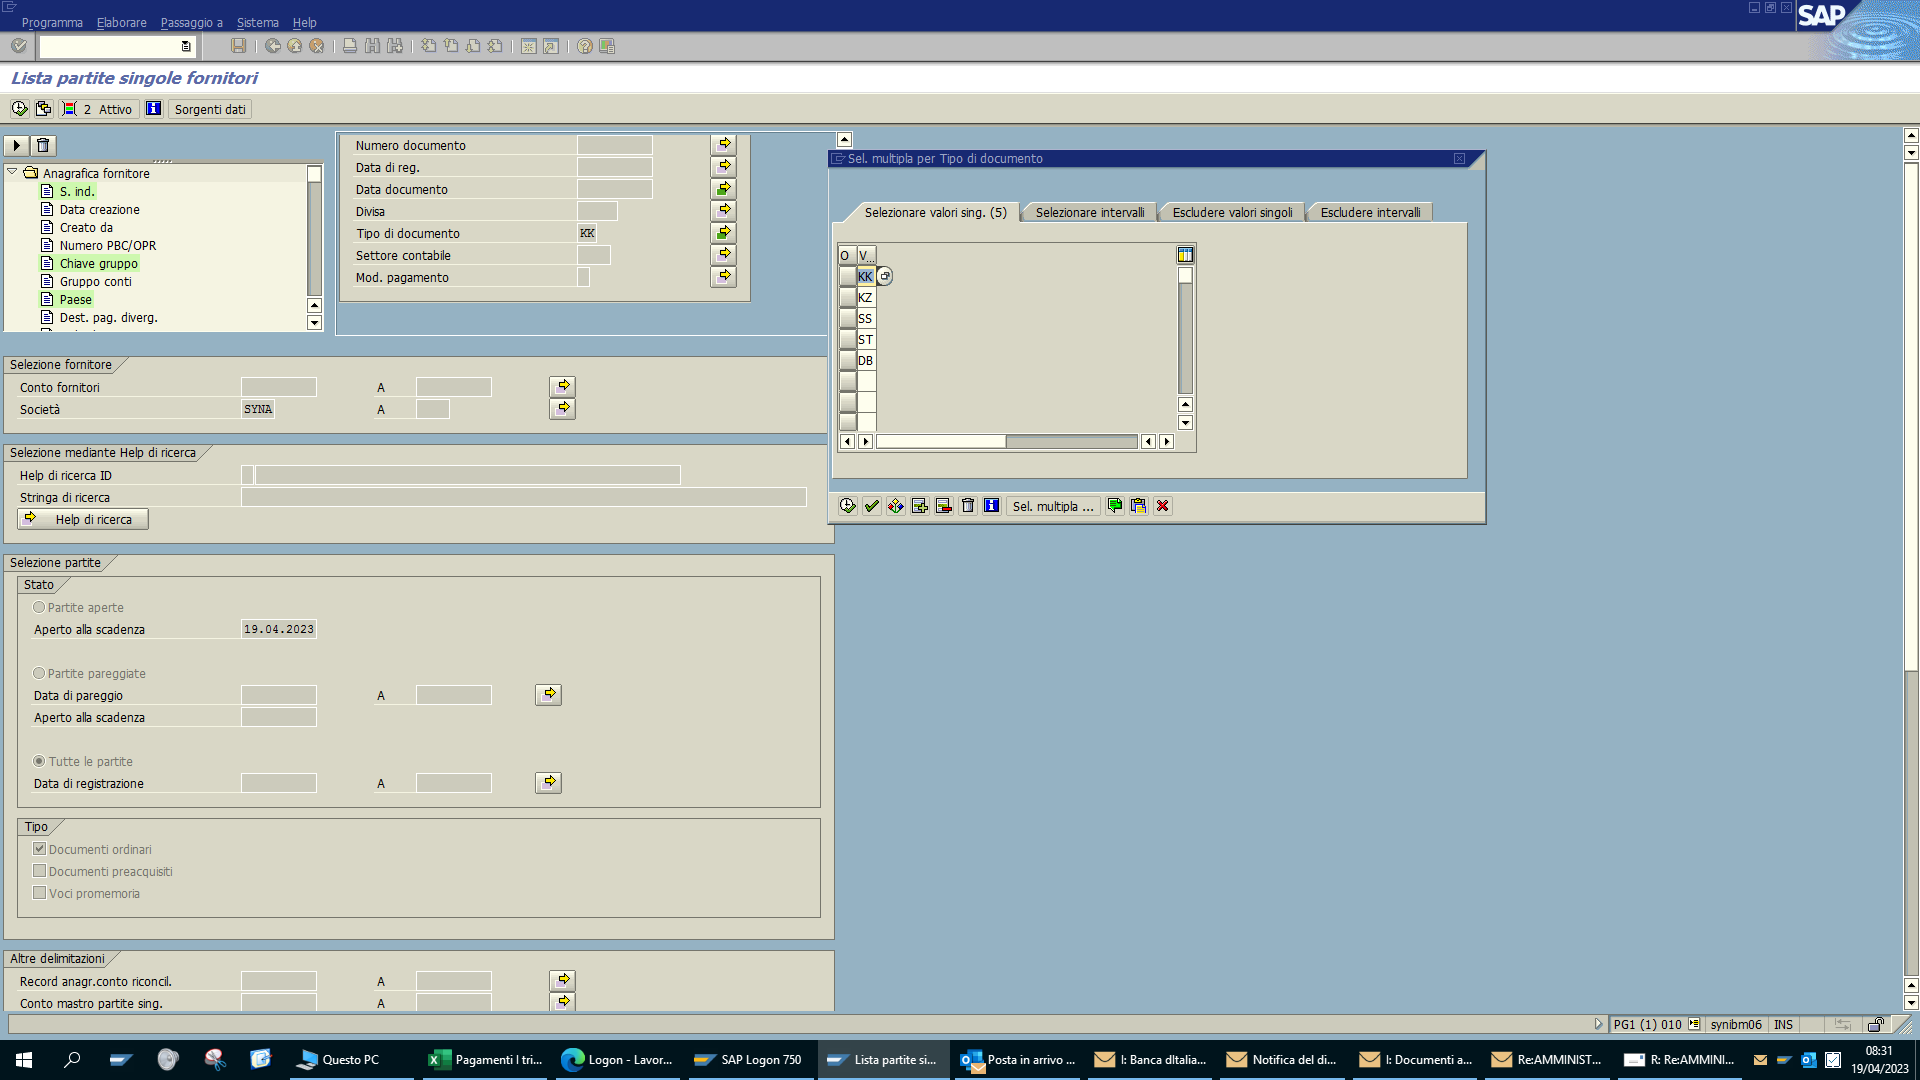 Programma Elaborare Passaggio a Sistema Help
SAP
Lista partite singole fornitori
2 Attivo Sorgenti dati
Anagrafica fornitore
S. ind.
Data creazione
Creato da
Numero PBC/OPR
Chiave gruppo
Gruppo conti
Paese
Dest. pag. diverg.
Numero documento
Data di reg.
Data documento
Divisa
Tipo di documento KK
Settore contabile
Mod. pagamento
Sel. multipla per Tipo di documento
Selezionare valori sing. (5) Selezionare intervalli Escludere valori singoli Escludere intervalli
O V...
KK
KZ
SS
ST
DB
Sel. multipla ...
Selezione fornitore
Conto fornitori A
Società SYNA A
Selezione mediante Help di ricerca
Help di ricerca ID
Stringa di ricerca
Help di ricerca
Selezione partite
Stato
Partite aperte
Aperto alla scadenza 19.04.2023
Partite pareggiate
Data di pareggio A
Aperto alla scadenza
Tutte le partite
Data di registrazione A
Tipo
Documenti ordinari
Documenti preacquisiti
Voci promemoria
Altre delimitazioni
Record anagr.conto riconcil. A
Conto mastro partite sing. A
PG1 (1) 010 synibm06 INS
Questo PC Pagamenti I tri... Logon - Lavor... SAP Logon 750 Lista partite si... Posta in arrivo ... I: Banca dItalia... Notifica del di... I: Documenti a... Re:AMMINIST... R: Re:AMMINI...
08:31
19/04/2023